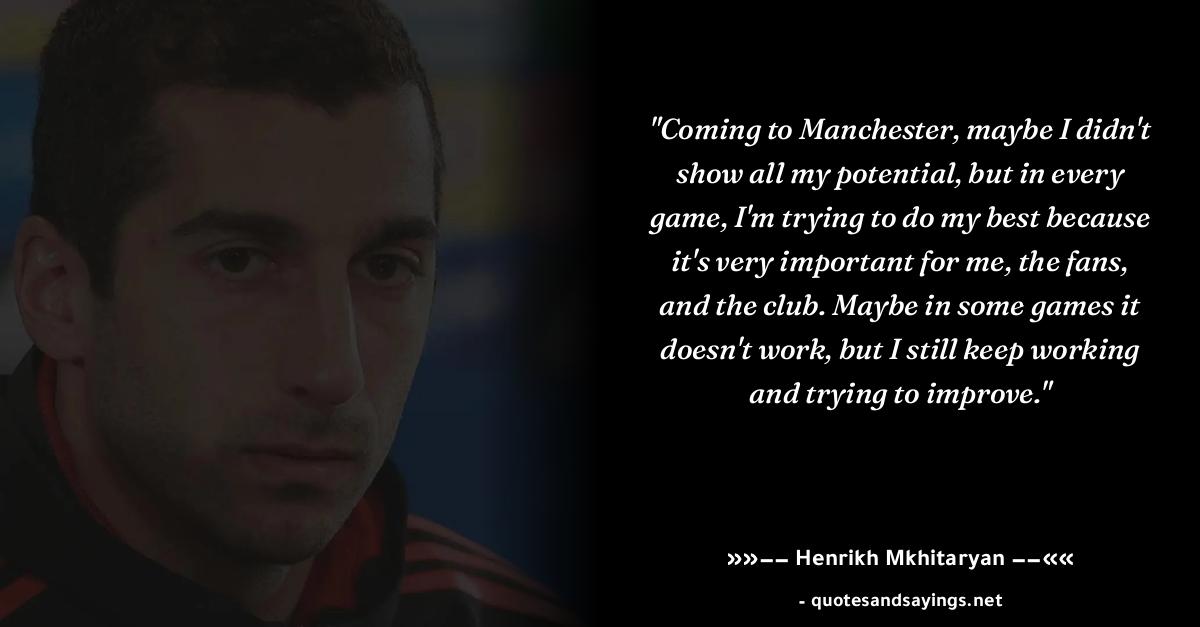 "Coming to Manchester, maybe I didn't
show all my potential, but in every
game, I'm trying to do my best because
it's very important for me, the fans,
and the club. Maybe in some games it
doesn't work, but I still keep working
and trying to improve."
»»―― Henrikh Mkhitaryan ――««
- quotesandsayings.net